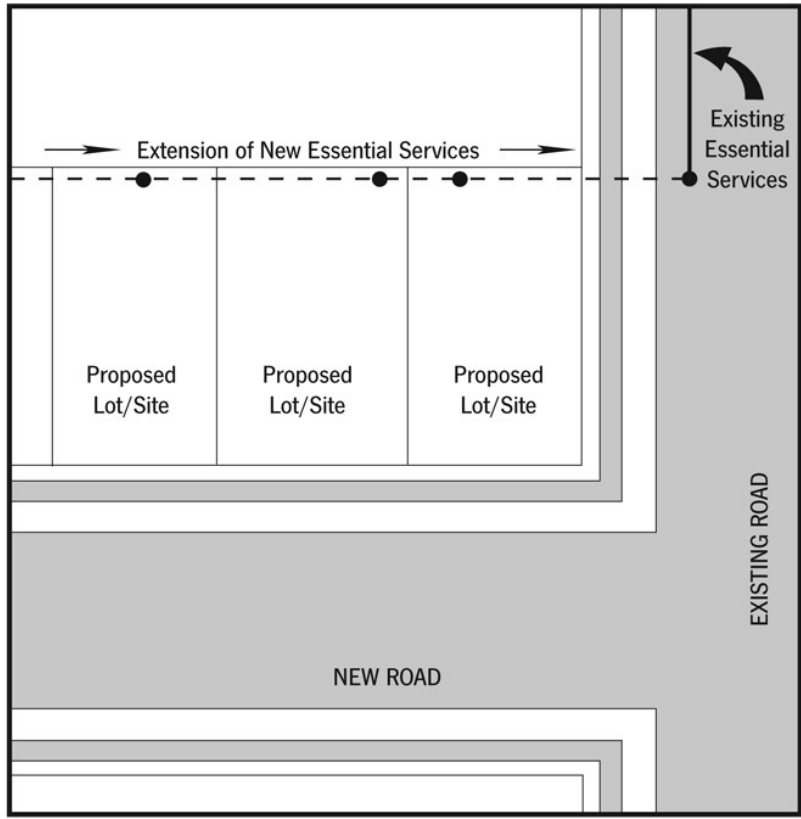 Existing
Essential
Services
Extension of New Essential Services
Proposed
Lot/Site
Proposed
Lot/Site
Proposed
Lot/Site
EXISTING ROAD
NEW ROAD